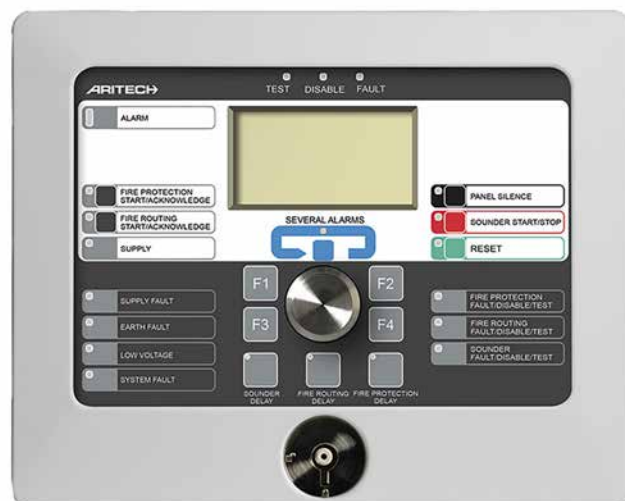 ARITECH
TEST DISABLE FAULT
ALARM
FIRE PROTECTION
START/ACKNOWLEDGE
FIRE ROUTING
START/ACKNOWLEDGE
SUPPLY
SEVERAL ALARMS
PANEL SILENCE
SOUNDER START/STOP
RESET
F1
F2
F3
F4
SUPPLY FAULT
EARTH FAULT
LOW VOLTAGE
SYSTEM FAULT
FIRE PROTECTION
FAULT/DISABLE/TEST
FIRE ROUTING
FAULT/DISABLE/TEST
SOUNDER
FAULT/DISABLE/TEST
SOUNDER
DELAY
FIRE ROUTING
DELAY
FIRE PROTECTION
DELAY